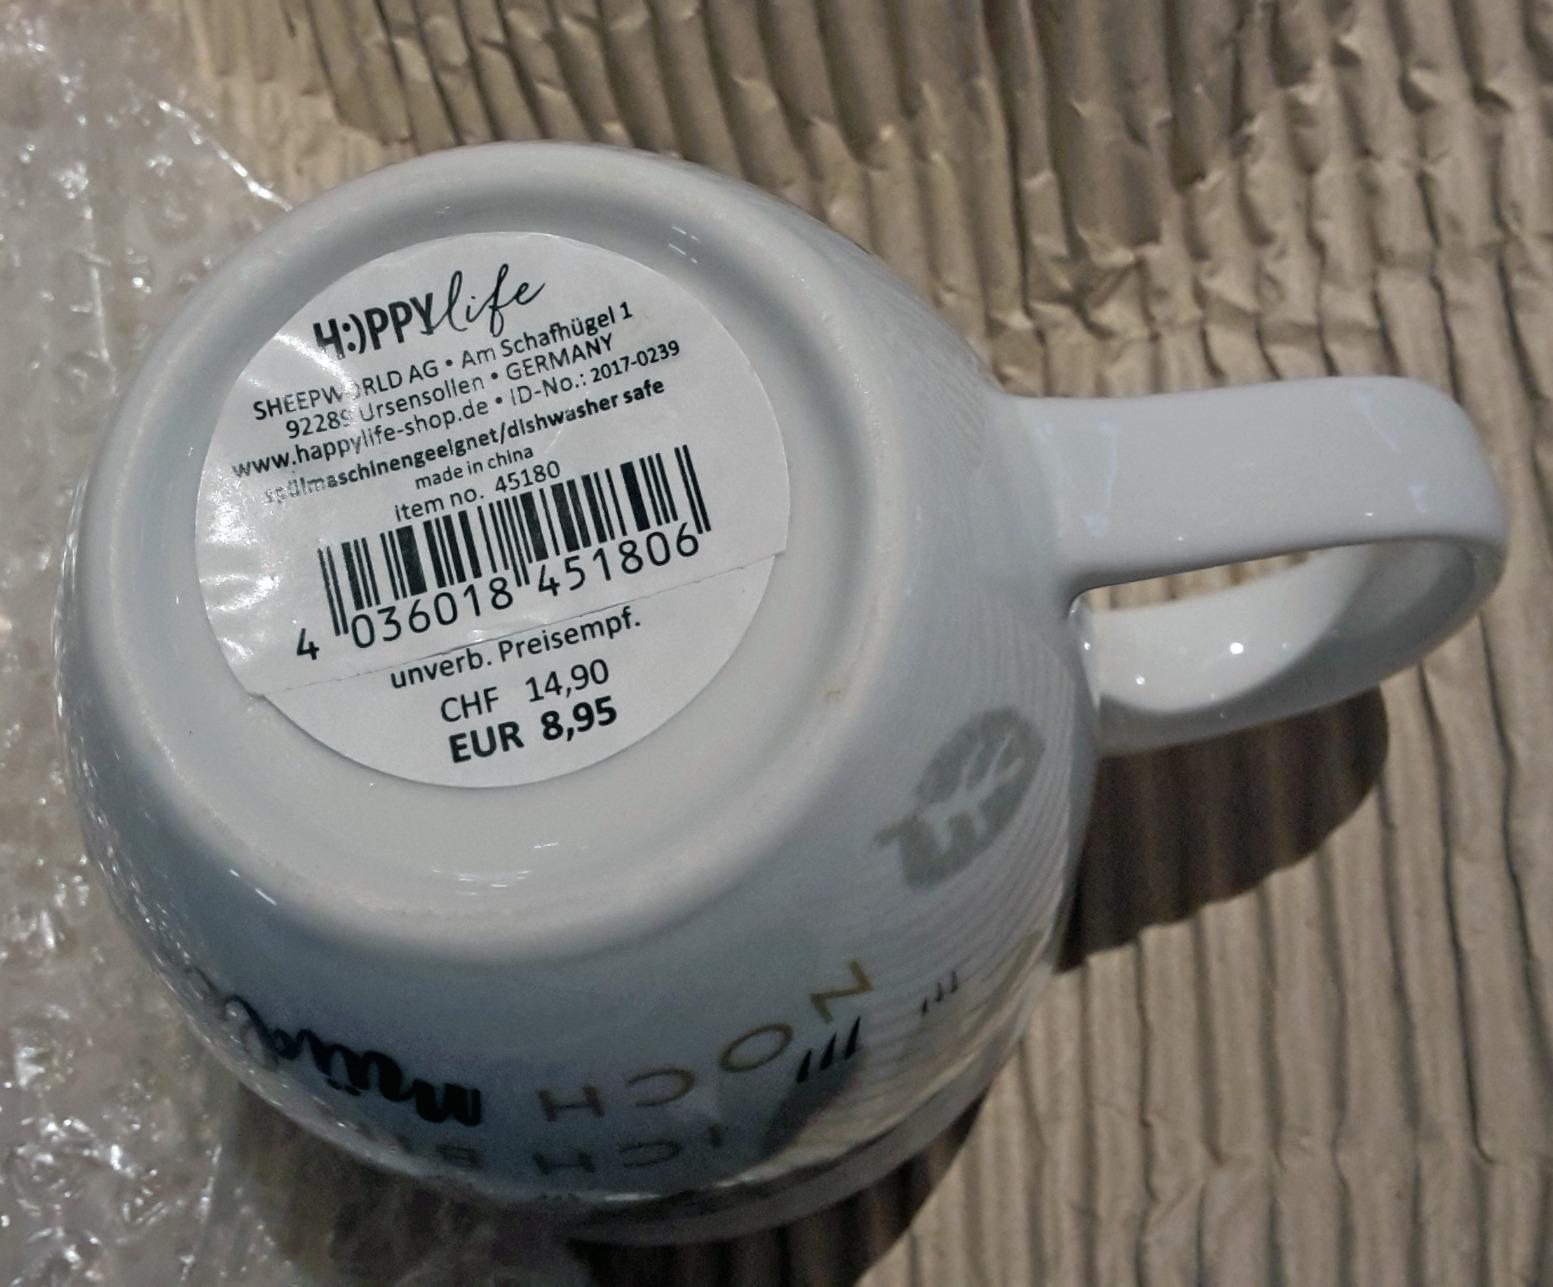 H:)PPYlife
SHEEPWORLD AG • Am Schafhügel 1
92289 Ursensollen • GERMANY
www.happylife-shop.de • ID-No.: 2017-0239
spülmaschinengeeignet/dishwasher safe
made in china
item no. 45180
4 036018 451806
unverb. Preisempf.
CHF 14,90
EUR 8,95
ICH
NOCH müde